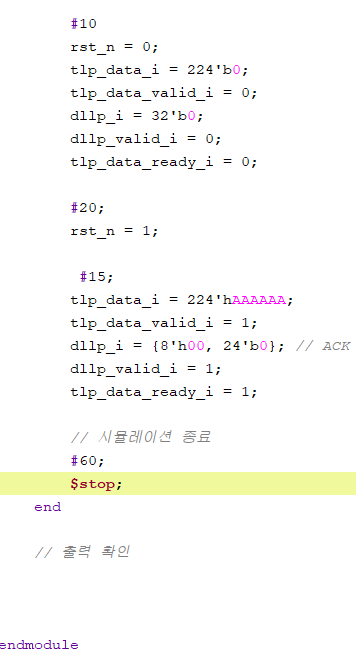 #10
rst_n = 0;
tlp_data_i = 224'b0;
tlp_data_valid_i = 0;
dllp_i = 32'b0;
dllp_valid_i = 0;
tlp_data_ready_i = 0;
#20;
rst_n = 1;
#15;
tlp_data_i = 224'hAAAAAA;
tlp_data_valid_i = 1;
dllp_i = {8'h00, 24'b0}; // ACK
dllp_valid_i = 1;
tlp_data_ready_i = 1;
// 시뮬레이션 종료
#60;
$stop;
end
// 출력 확인
endmodule